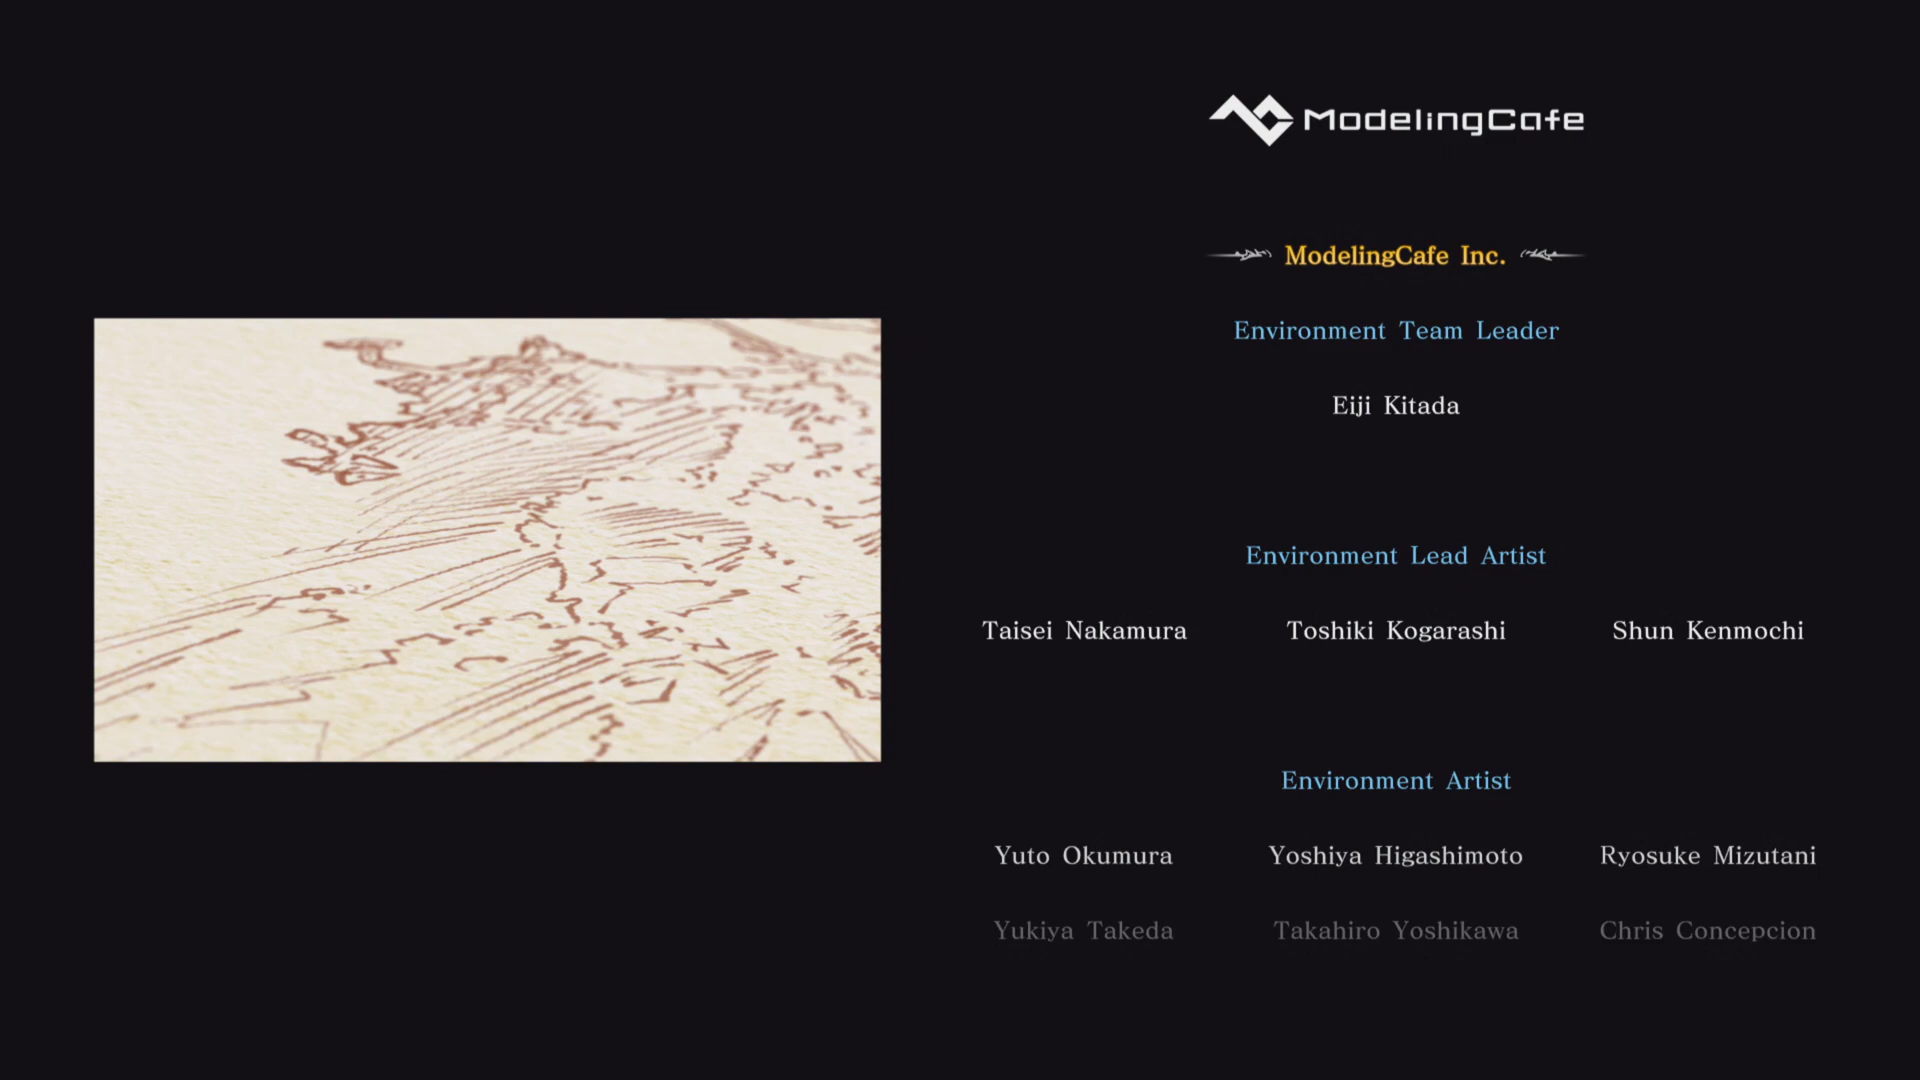 ModelingCafe
ModelingCafe Inc.
Environment Team Leader
Eiji Kitada
Environment Lead Artist
Taisei Nakamura Toshiki Kogarashi Shun Kenmochi
Environment Artist
Yuto Okumura Yoshiya Higashimoto Ryosuke Mizutani
Yukiya Takeda Takahiro Yoshikawa Chris Concepcion